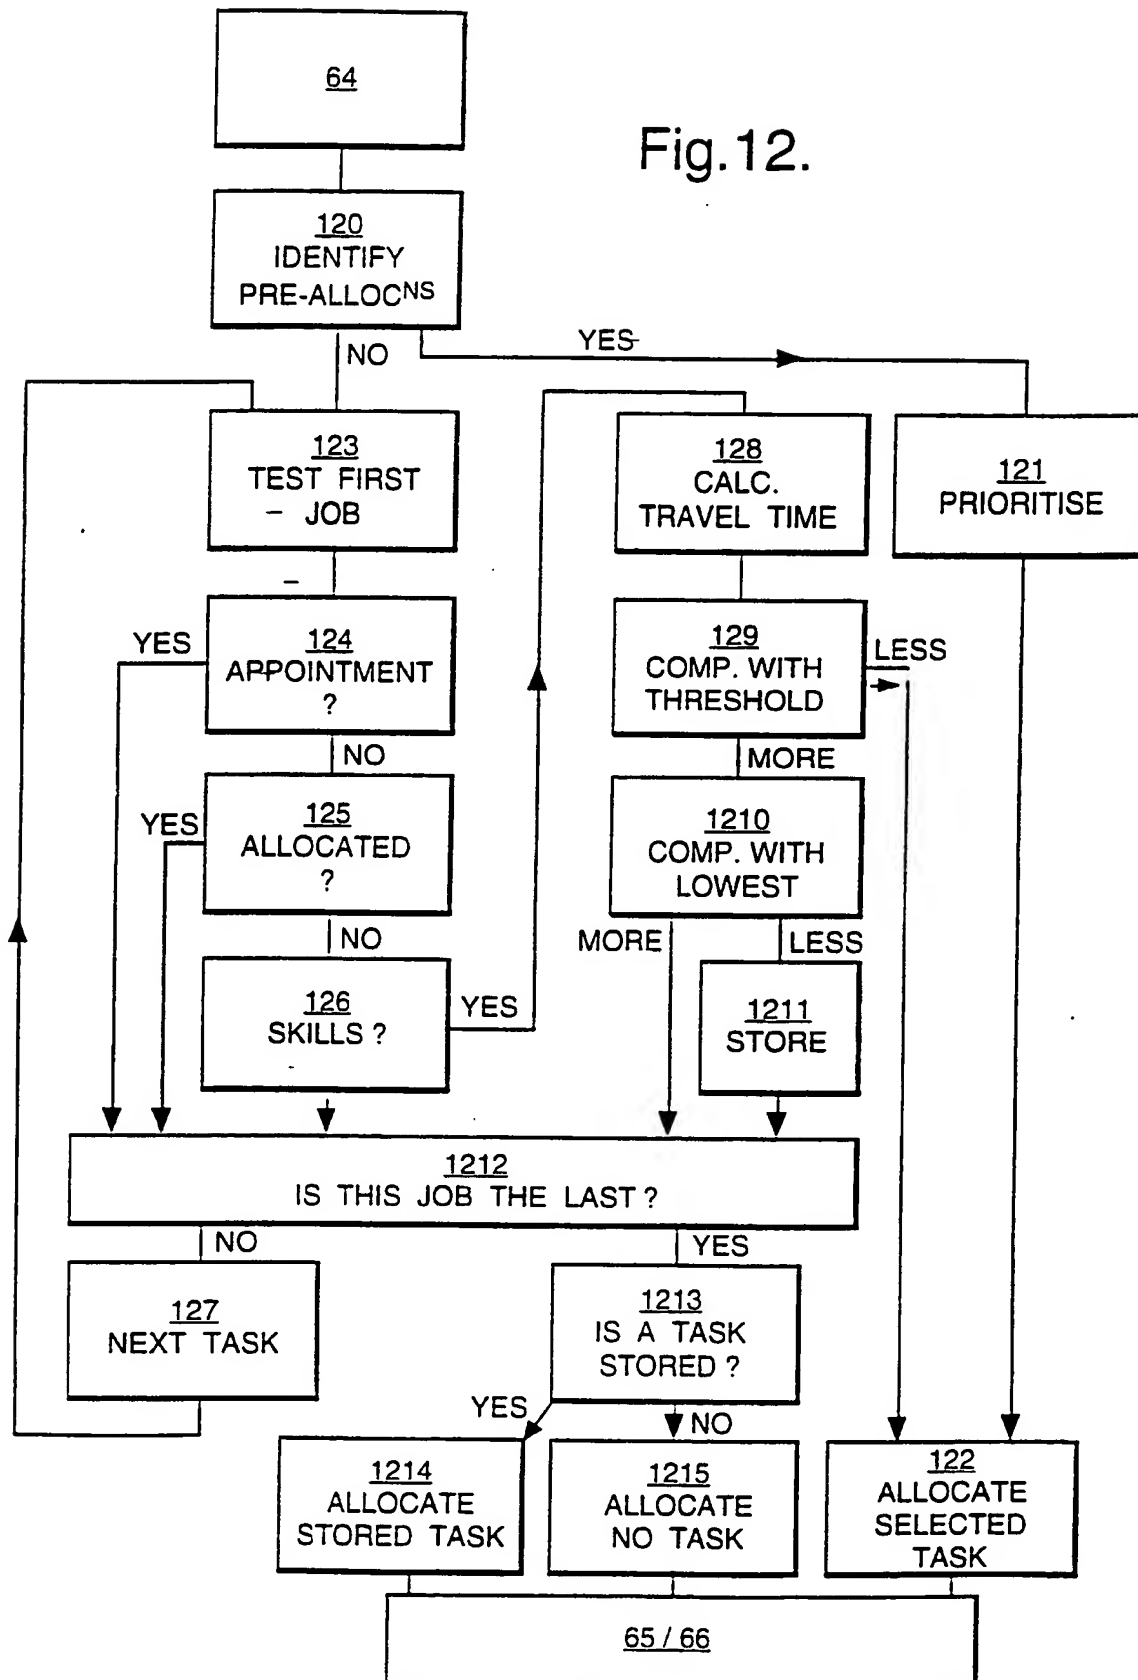 64
Fig.12.
120
IDENTIFY
PRE-ALLOCNS
NO
YES
123
TEST FIRST
JOB
128
CALC.
TRAVEL TIME
121
PRIORITISE
YES
124
APPOINTMENT
?
129
COMP. WITH
THRESHOLD
LESS
NO
MORE
YES
125
ALLOCATED
?
1210
COMP. WITH
LOWEST
NO
MORE
LESS
126
SKILLS ?
YES
1211
STORE
1212
IS THIS JOB THE LAST ?
NO
YES
127
NEXT TASK
1213
IS A TASK
STORED ?
YES
NO
1214
ALLOCATE
STORED TASK
1215
ALLOCATE
NO TASK
122
ALLOCATE
SELECTED
TASK
65 / 66